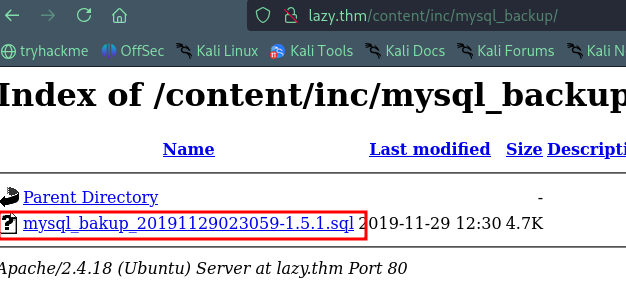 lazy.thm/content/inc/mysql_backup/
tryhackme OffSec Kali Linux Kali Tools Kali Docs Kali Forums Kali N
Index of /content/inc/mysql_backup
Name Last modified Size Descripti
Parent Directory -
mysql_bakup_20191129023059-1.5.1.sql 2019-11-29 12:30 4.7K
Apache/2.4.18 (Ubuntu) Server at lazy.thm Port 80